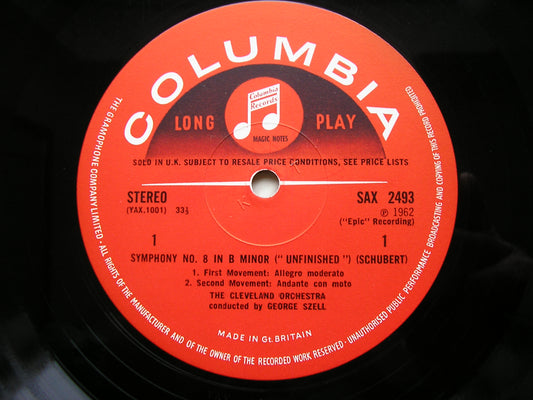 COLUMBIA
Columbia
Records
MAGIC NOTES
LONG PLAY
SOLD IN U.K. SUBJECT TO RESALE PRICE CONDITIONS, SEE PRICE LISTS
STEREO SAX 2493
(YAX.1001) 33⅓ ℗ 1962
("Epic" Recording)
1 1
SYMPHONY NO. 8 IN B MINOR ("UNFINISHED") (SCHUBERT)
1. First Movement: Allegro moderato
2. Second Movement: Andante con moto
THE CLEVELAND ORCHESTRA
conducted by GEORGE SZELL
MADE IN Gt. BRITAIN
THE GRAMOPHONE COMPANY LIMITED · ALL RIGHTS OF THE MANUFACTURER AND OF THE OWNER OF THE RECORDED WORK RESERVED · UNAUTHORISED PUBLIC PERFORMANCE BROADCASTING AND COPYING OF THIS RECORD PROHIBITED